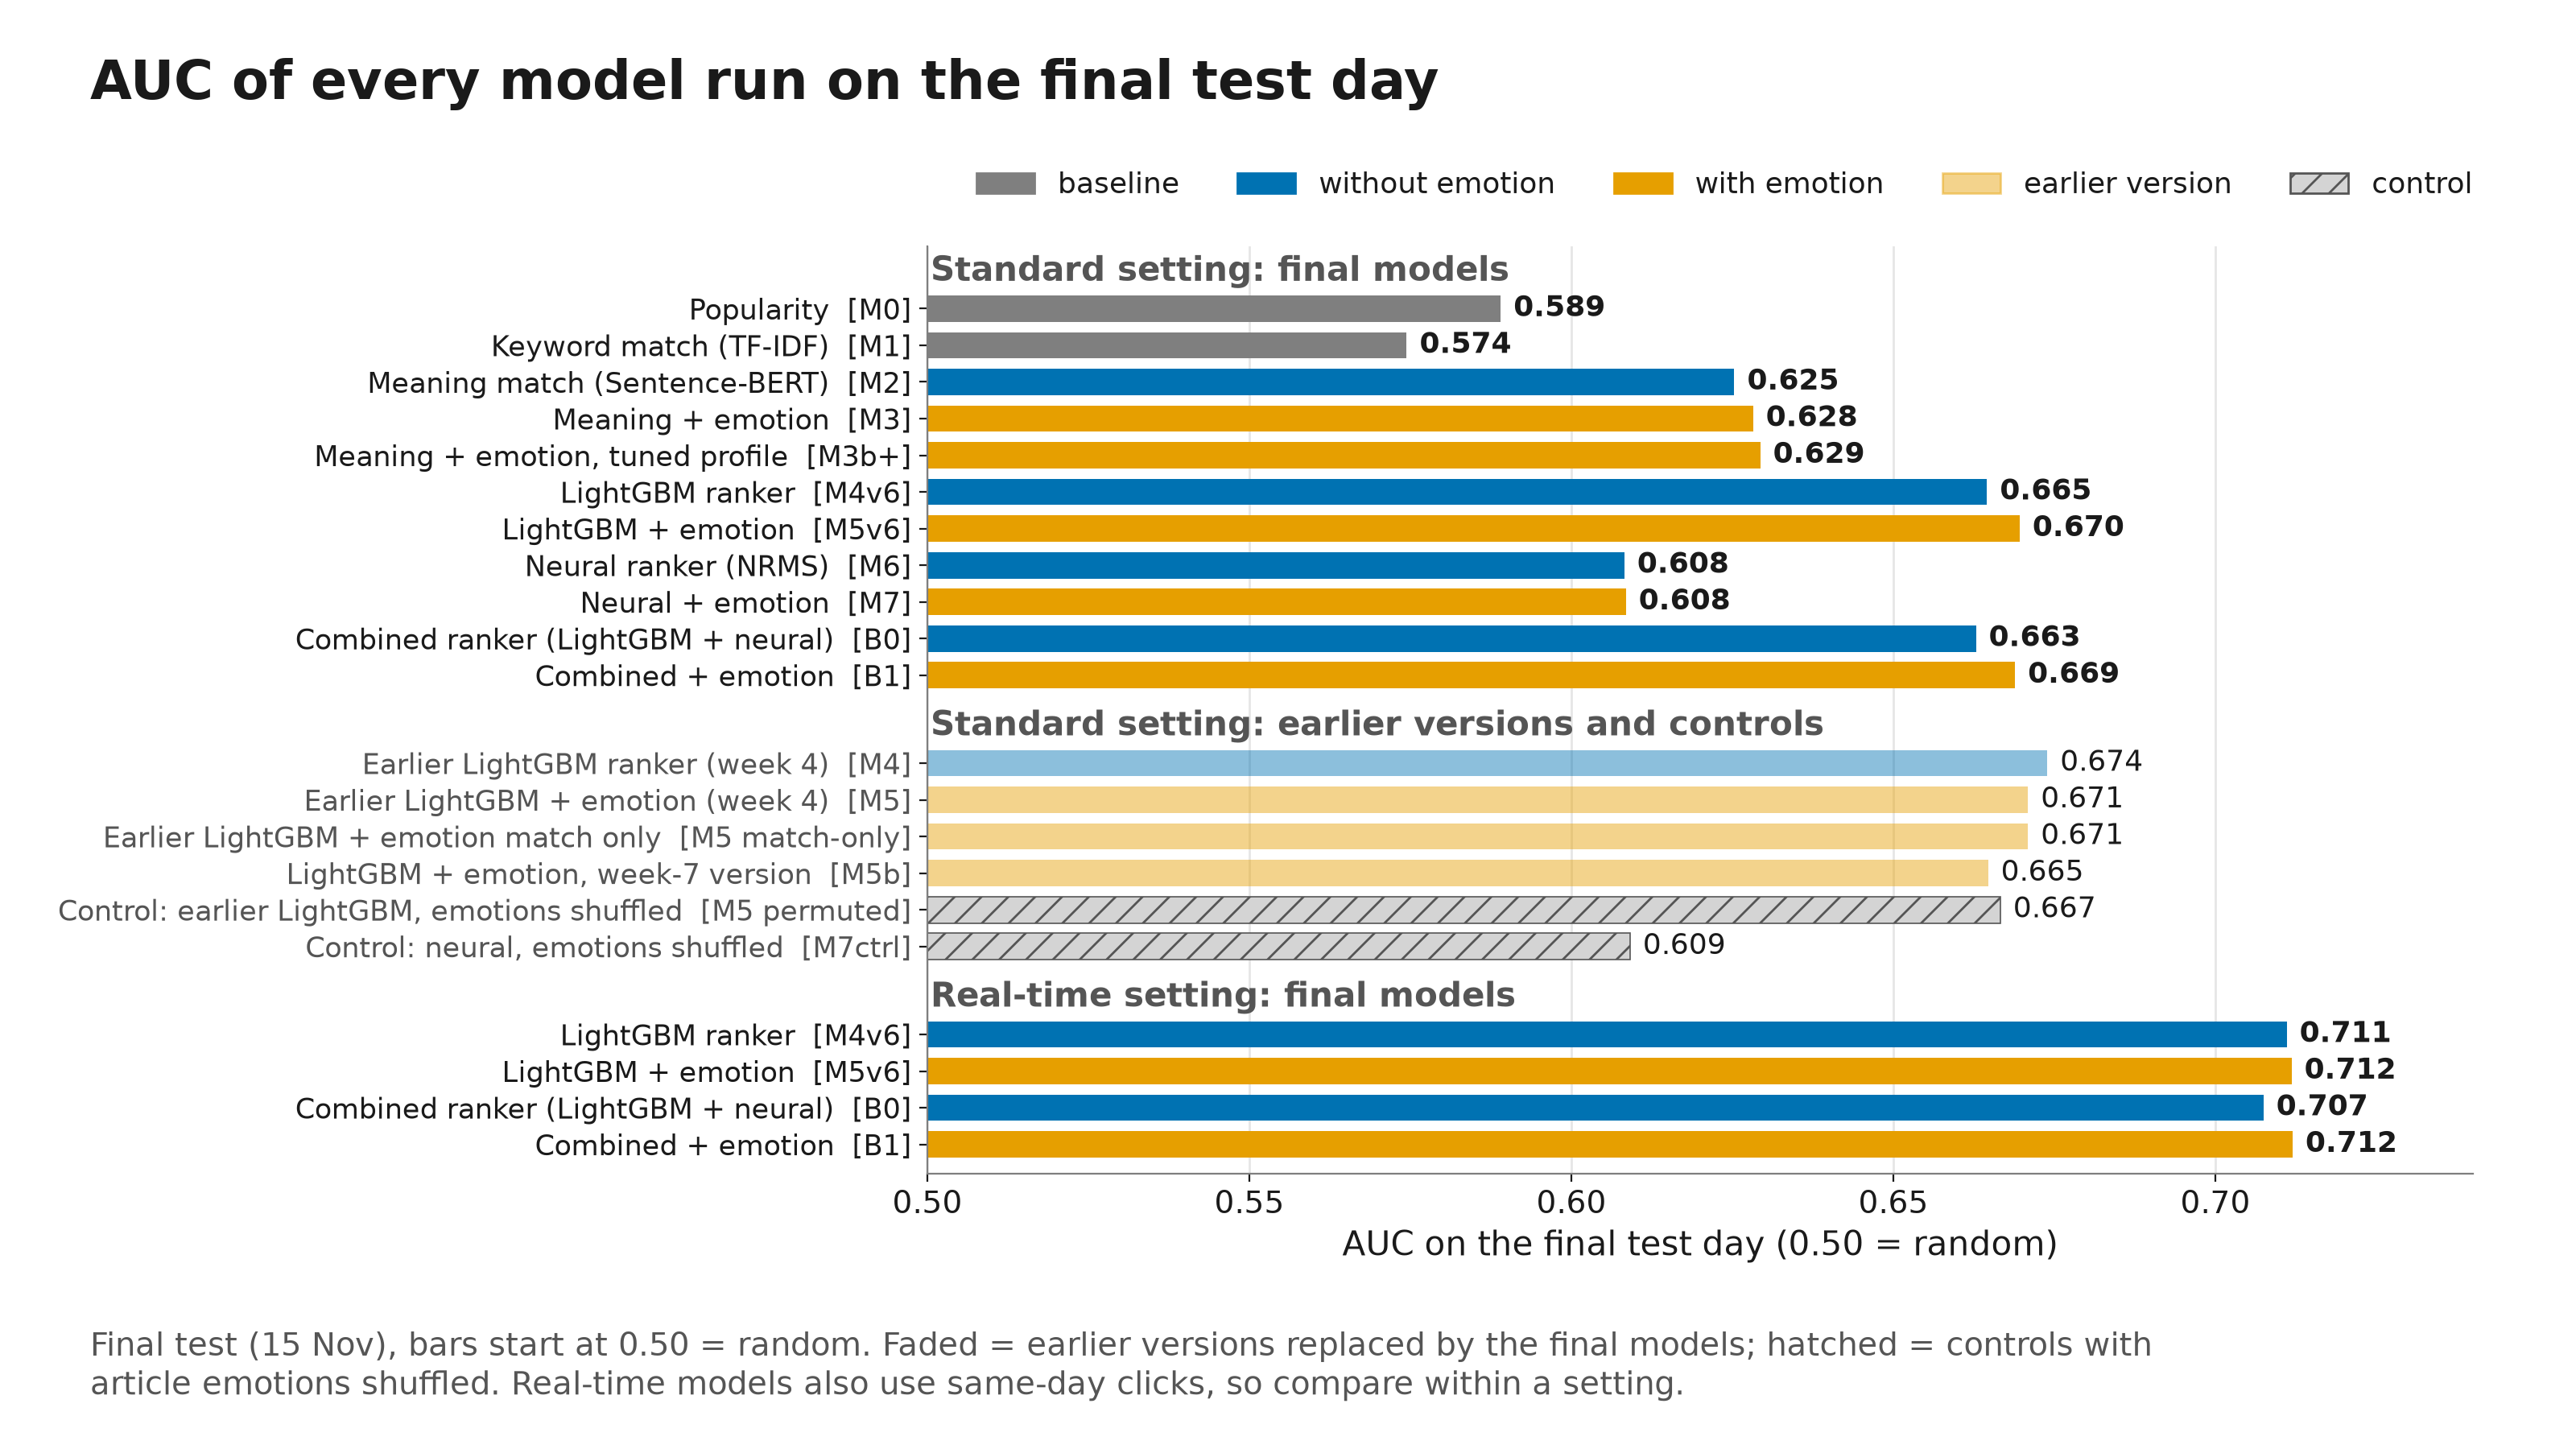 AUC of every model run on the final test day
baseline without emotion with emotion earlier version control
Standard setting: final models
Popularity [M0] 0.589
Keyword match (TF-IDF) [M1] 0.574
Meaning match (Sentence-BERT) [M2] 0.625
Meaning + emotion [M3] 0.628
Meaning + emotion, tuned profile [M3b+] 0.629
LightGBM ranker [M4v6] 0.665
LightGBM + emotion [M5v6] 0.670
Neural ranker (NRMS) [M6] 0.608
Neural + emotion [M7] 0.608
Combined ranker (LightGBM + neural) [B0] 0.663
Combined + emotion [B1] 0.669
Standard setting: earlier versions and controls
Earlier LightGBM ranker (week 4) [M4] 0.674
Earlier LightGBM + emotion (week 4) [M5] 0.671
Earlier LightGBM + emotion match only [M5 match-only] 0.671
LightGBM + emotion, week-7 version [M5b] 0.665
Control: earlier LightGBM, emotions shuffled [M5 permuted] 0.667
Control: neural, emotions shuffled [M7ctrl] 0.609
Real-time setting: final models
LightGBM ranker [M4v6] 0.711
LightGBM + emotion [M5v6] 0.712
Combined ranker (LightGBM + neural) [B0] 0.707
Combined + emotion [B1] 0.712
0.50 0.55 0.60 0.65 0.70
AUC on the final test day (0.50 = random)
Final test (15 Nov), bars start at 0.50 = random. Faded = earlier versions replaced by the final models; hatched = controls with
article emotions shuffled. Real-time models also use same-day clicks, so compare within a setting.